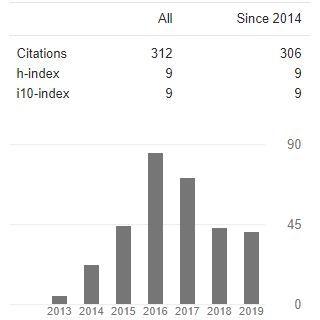 All Since 2014
Citations 312 306
h-index 9 9
i10-index 9 9
90
45
0
2013 2014 2015 2016 2017 2018 2019